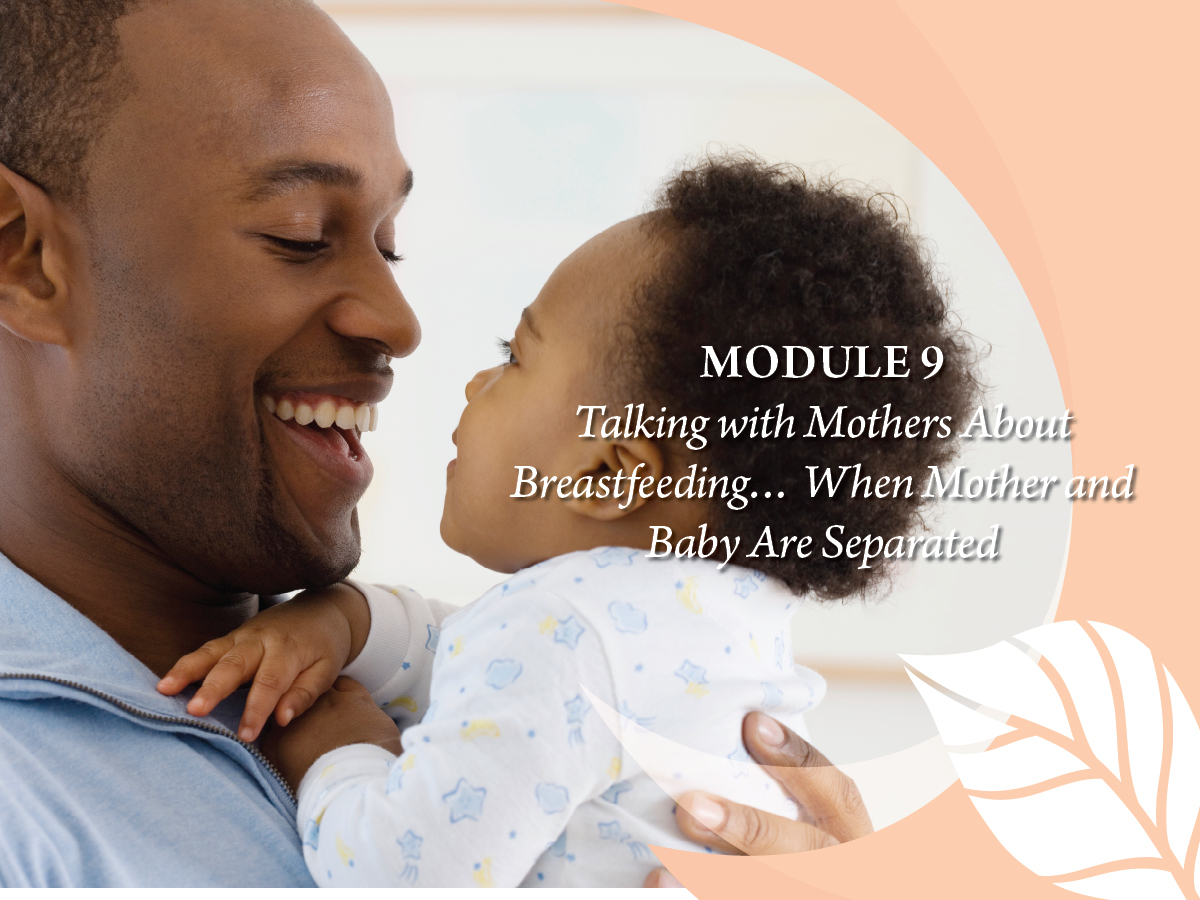 MODULE 9
Talking with Mothers About
Breastfeeding... When Mother and
Baby Are Separated